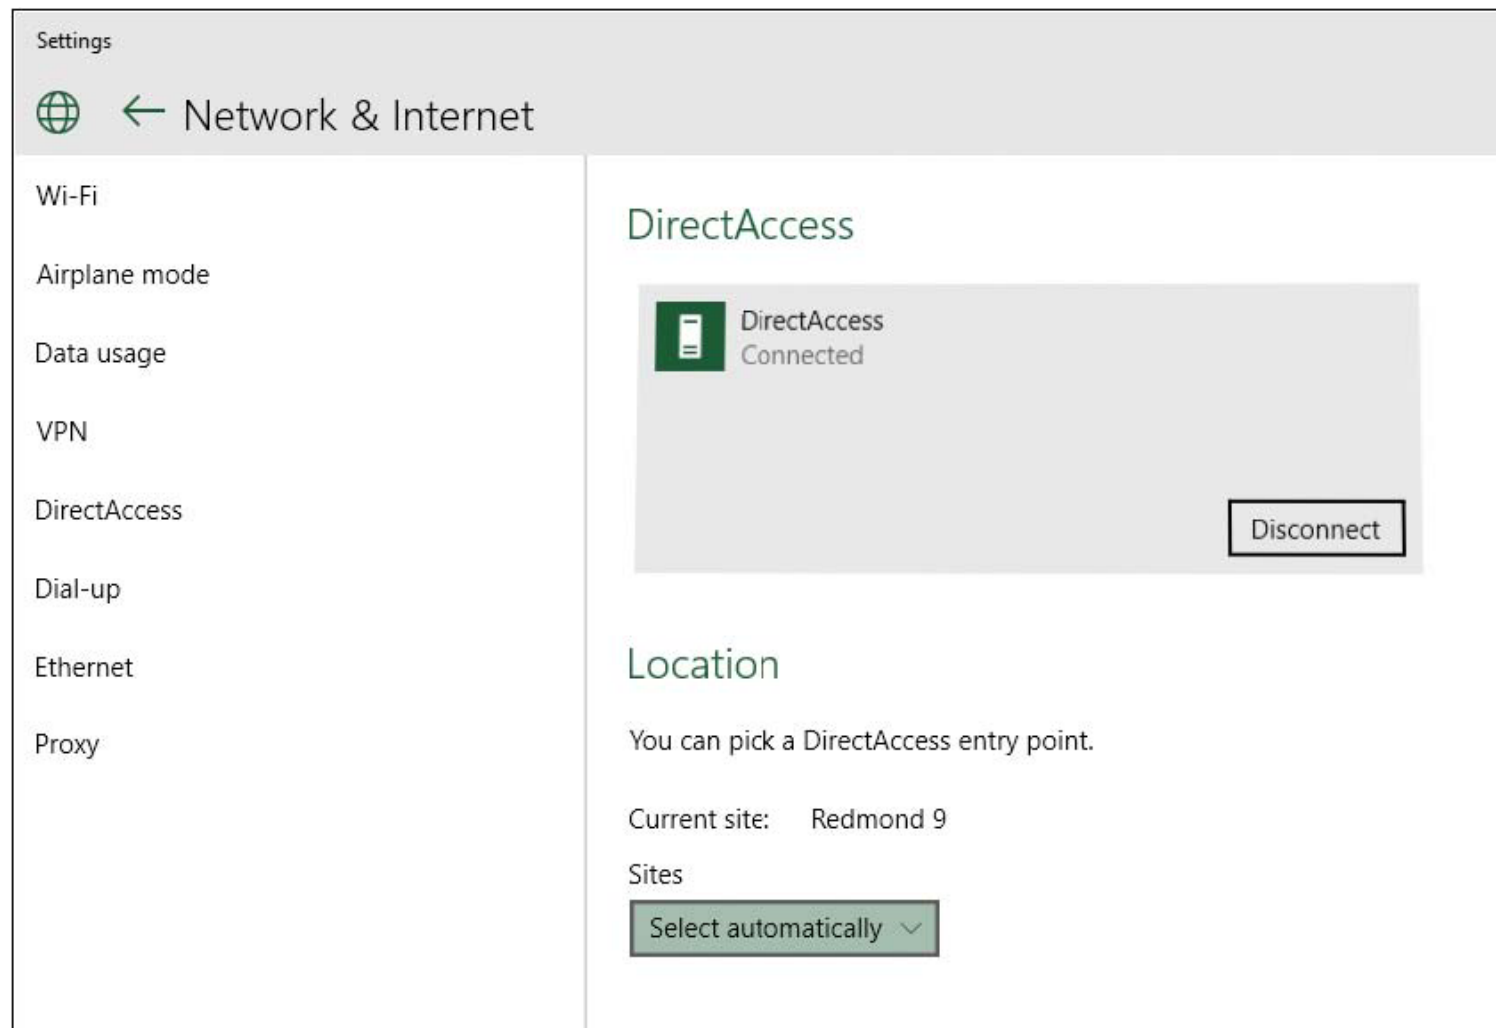 Settings
Network & Internet
Wi-Fi
Airplane mode
Data usage
VPN
DirectAccess
Dial-up
Ethernet
Proxy
DirectAccess
DirectAccess
Connected
Disconnect
Location
You can pick a DirectAccess entry point.
Current site: Redmond 9
Sites
Select automatically